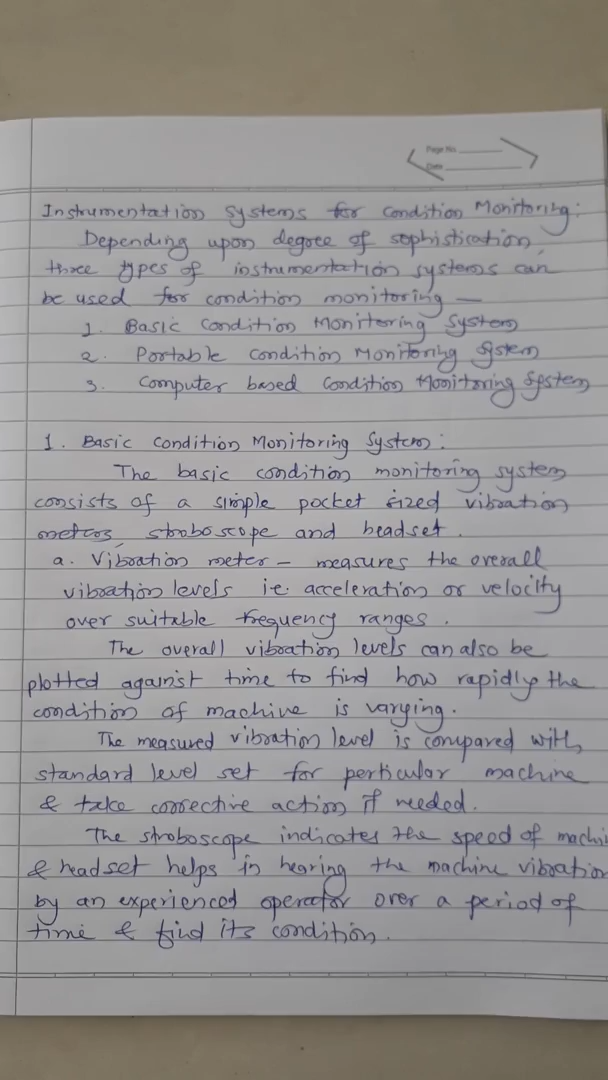 Page No.
Date
Instrumentation systems for condition Monitoring:
Depending upon degree of sophistication,
three types of instrumentation systems can
be used for condition monitoring —
1. Basic Condition Monitoring System
2. Portable Condition Monitoring System
3. Computer based Condition Monitoring System
1. Basic Condition Monitoring System:
The basic condition monitoring system
consists of a simple pocket sized vibration
meters, stroboscope and headset.
a. Vibration meter - measures the overall
vibration levels ie. acceleration or velocity
over suitable frequency ranges.
The overall vibration levels can also be
plotted against time to find how rapidly the
condition of machine is varying.
The measured vibration level is compared with
standard level set for perticular machine
& take corrective action if needed.
The stroboscope indicates the speed of machi
& headset helps in hearing the machine vibration
by an experienced operator over a period of
time & find its condition.